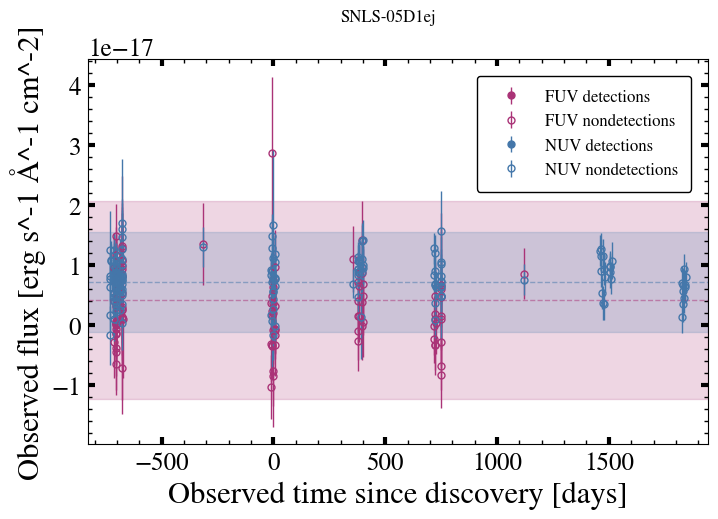 SNLS-05D1ej
1e−17
4
3
2
1
0
−1
Observed flux [erg s^-1 Å^-1 cm^-2]
FUV detections
FUV nondetections
NUV detections
NUV nondetections
−500 0 500 1000 1500
Observed time since discovery [days]